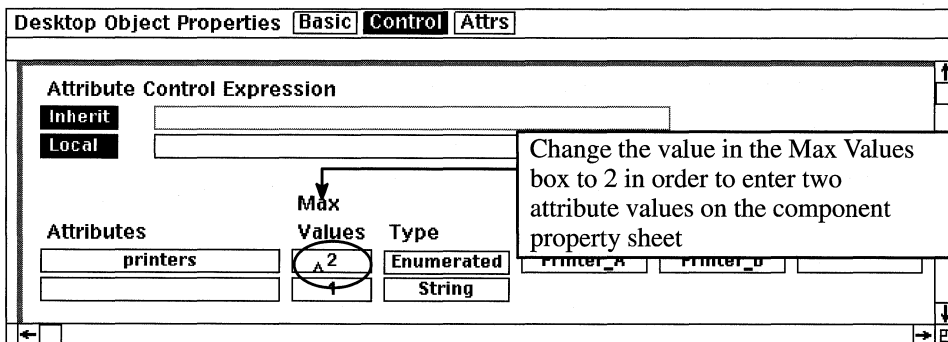 Desktop Object Properties Basic Control Attrs
Attribute Control Expression
Inherit
Local
Change the value in the Max Values
box to 2 in order to enter two
attribute values on the component
property sheet
Max
Attributes Values Type
printers 2 Enumerated Printer_A Printer_B
1 String